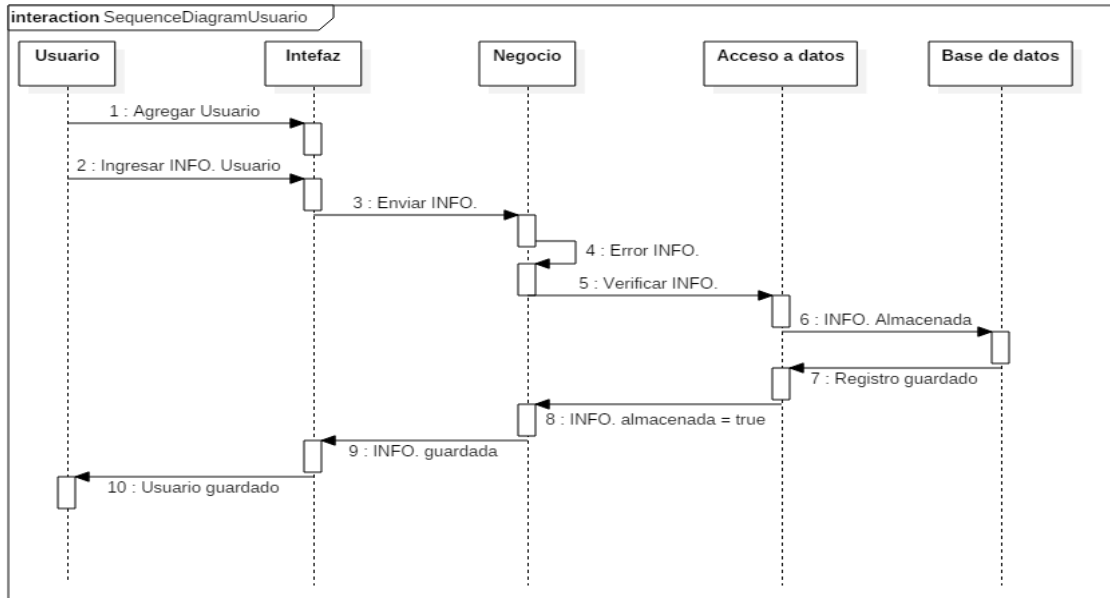 interaction SequenceDiagramUsuario
Usuario
Intefaz
Negocio
Acceso a datos
Base de datos
1 : Agregar Usuario
2 : Ingresar INFO. Usuario
3 : Enviar INFO.
4 : Error INFO.
5 : Verificar INFO.
6 : INFO. Almacenada
7 : Registro guardado
8 : INFO. almacenada = true
9 : INFO. guardada
10 : Usuario guardado